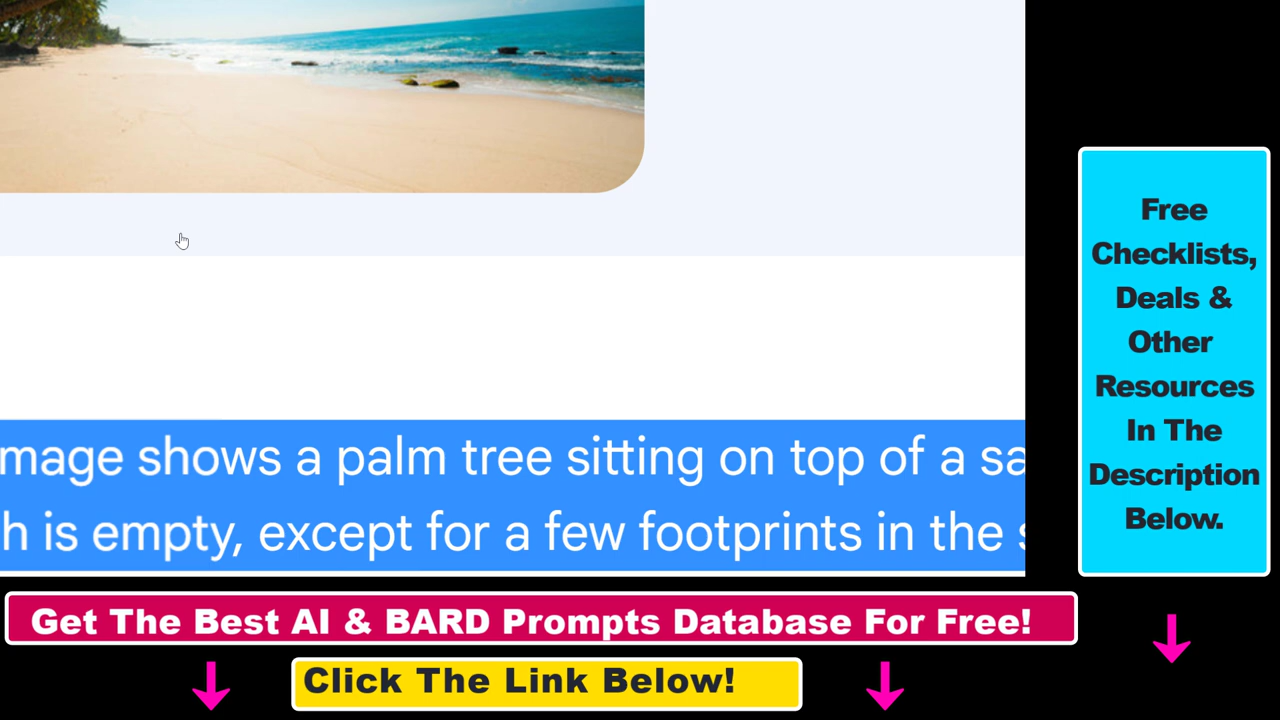 mage shows a palm tree sitting on top of a sa
h is empty, except for a few footprints in the s
Free
Checklists,
Deals &
Other
Resources
In The
Description
Below.
Get The Best AI & BARD Prompts Database For Free!
Click The Link Below!